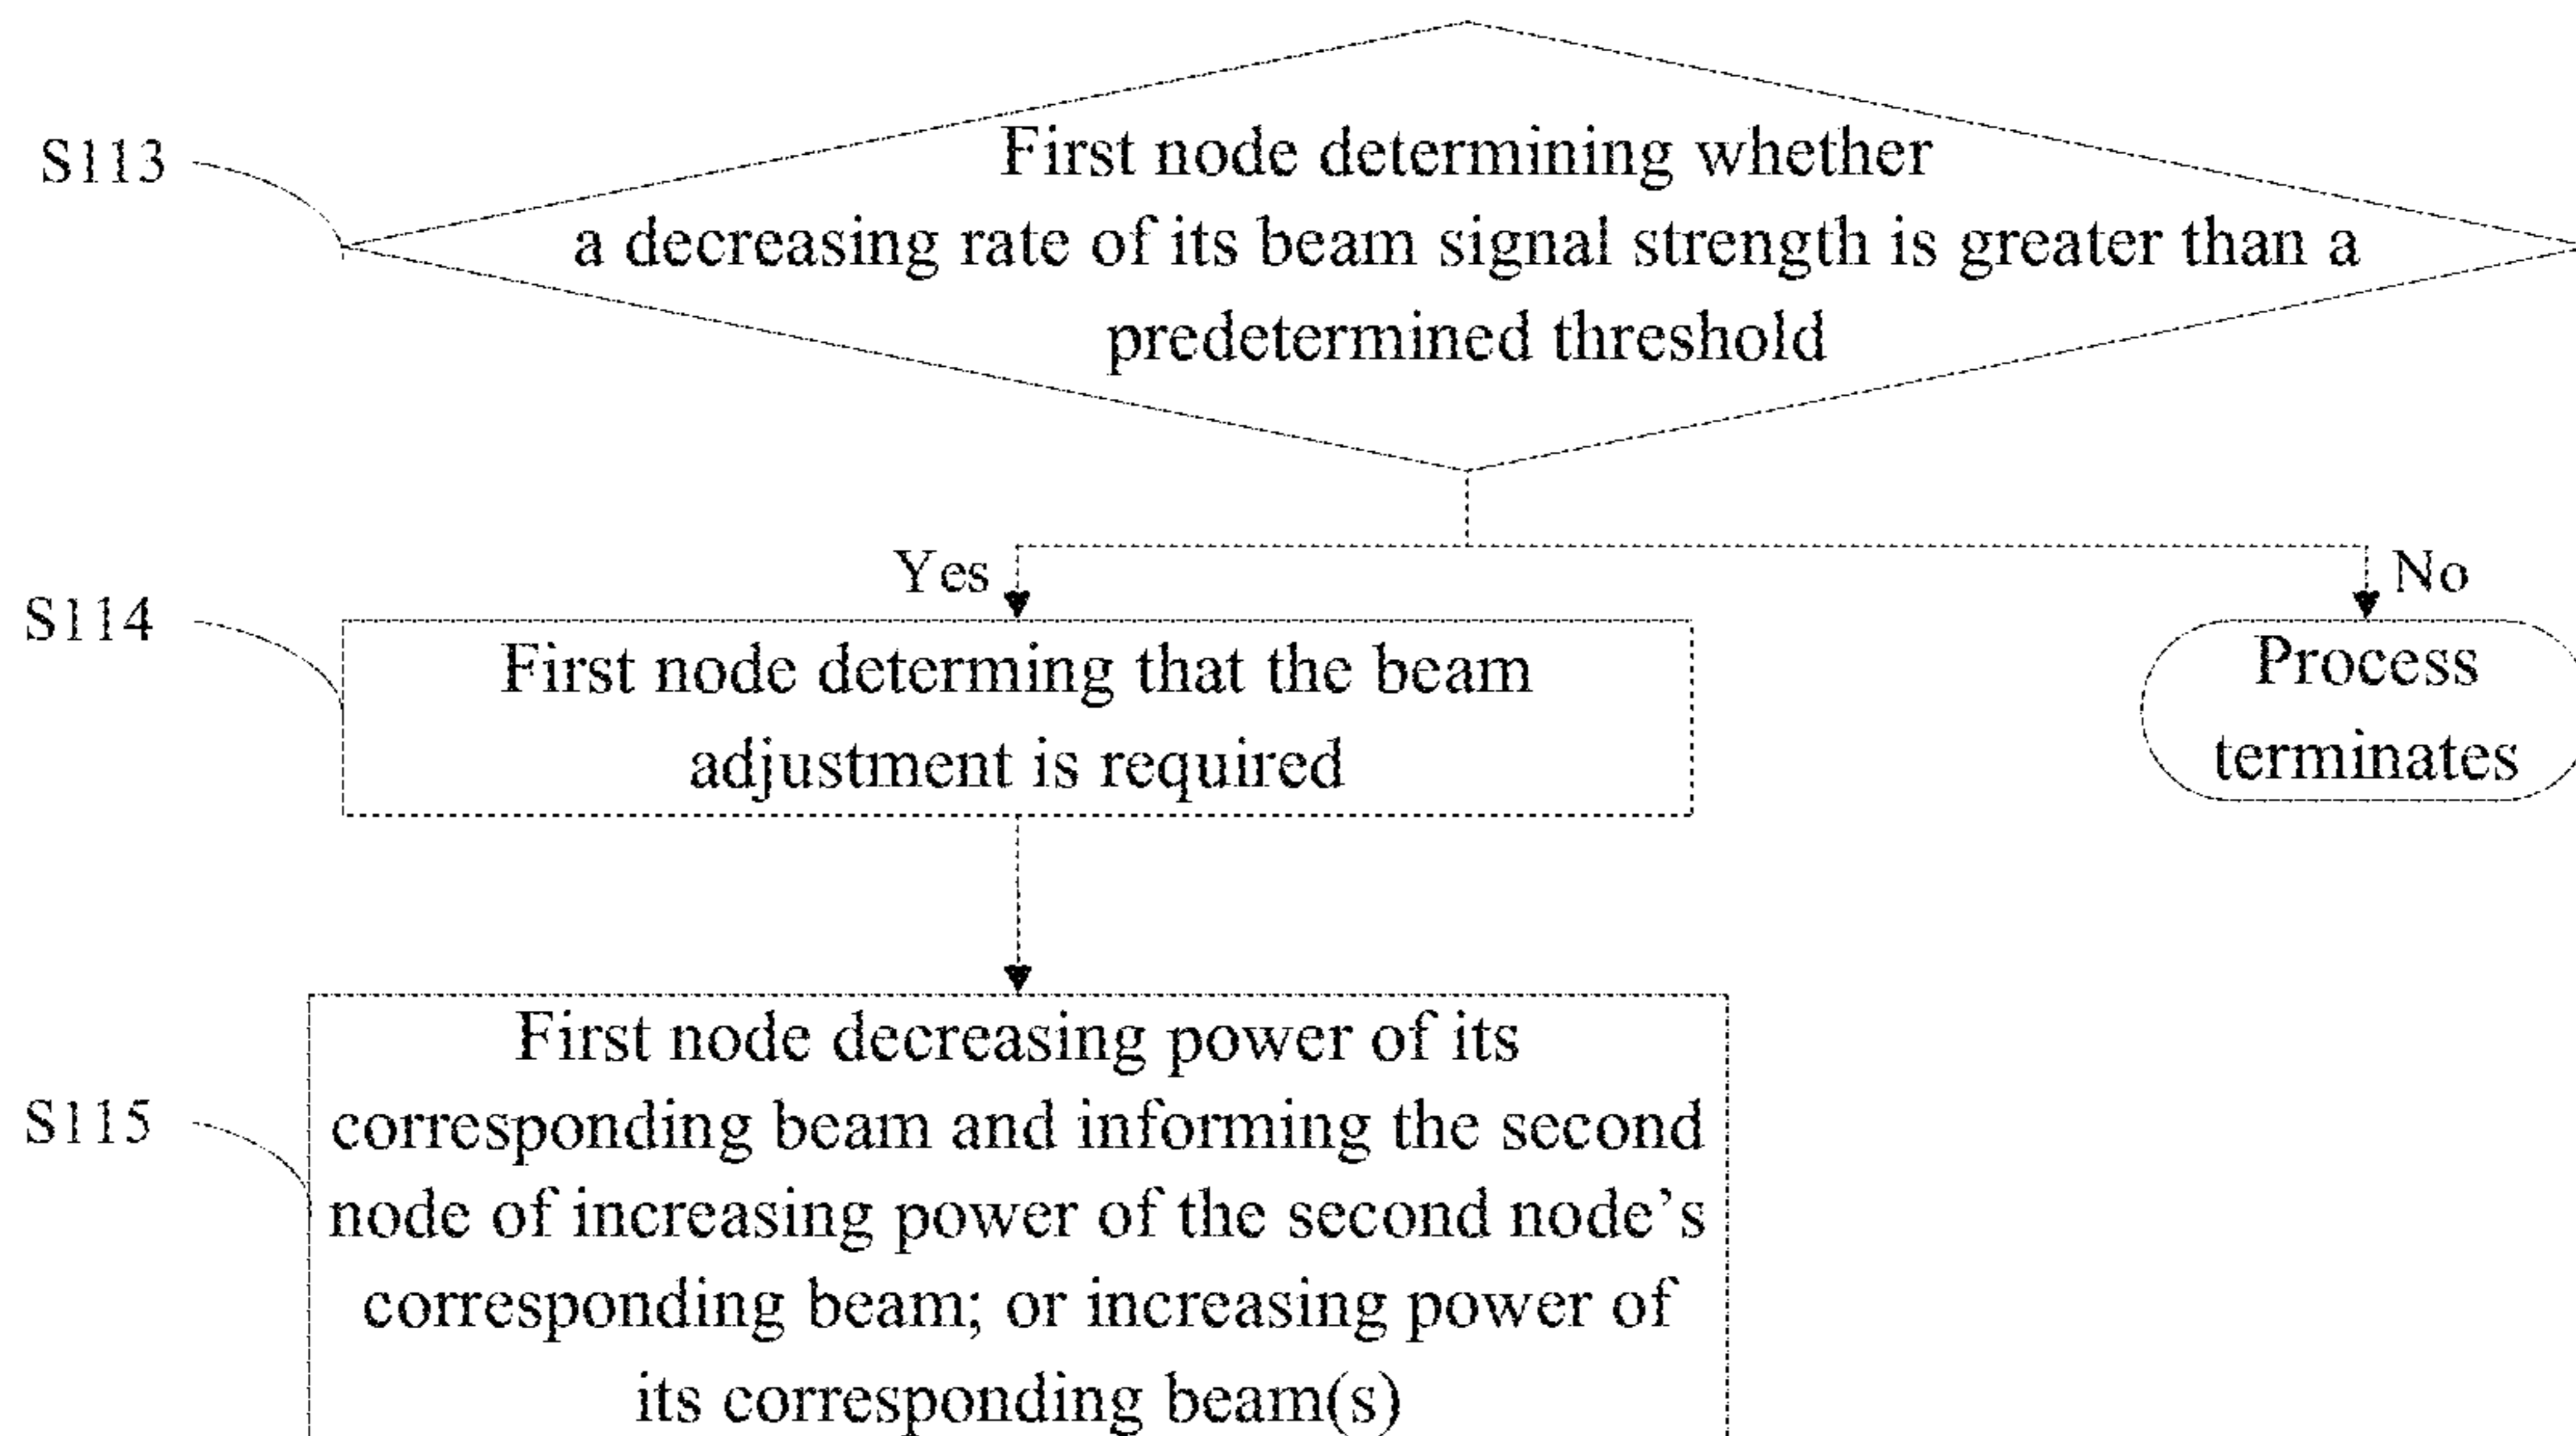 S113
First node determining whether
a decreasing rate of its beam signal strength is greater than a
predetermined threshold
Yes
No
S114
First node determing that the beam
adjustment is required
Process
terminates
S115
First node decreasing power of its
corresponding beam and informing the second
node of increasing power of the second node’s
corresponding beam; or increasing power of
its corresponding beam(s)